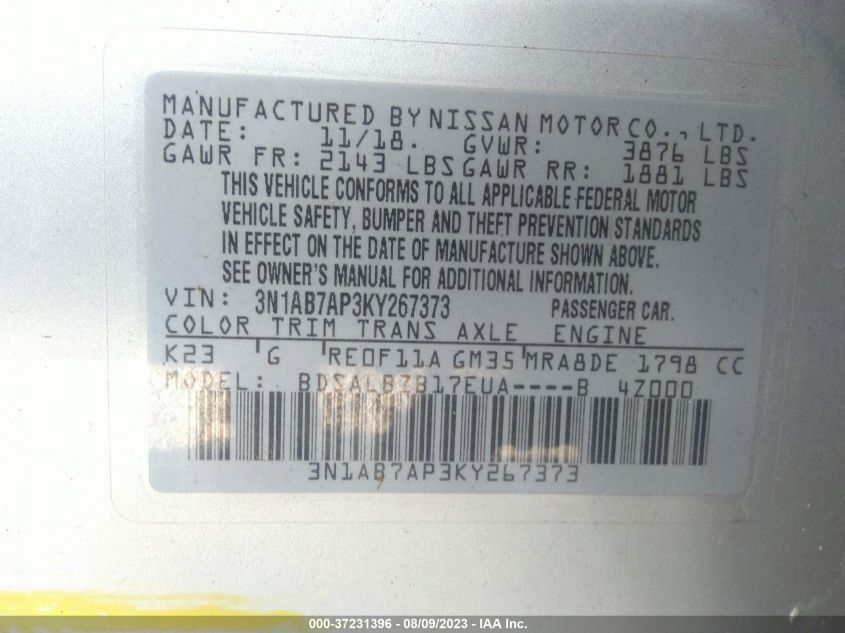 MANUFACTURED BY NISSAN MOTOR CO., LTD.
DATE: 11/18. GVWR: 3876 LBS
GAWR FR: 2143 LBS GAWR RR: 1881 LBS
THIS VEHICLE CONFORMS TO ALL APPLICABLE FEDERAL MOTOR
VEHICLE SAFETY, BUMPER AND THEFT PREVENTION STANDARDS
IN EFFECT ON THE DATE OF MANUFACTURE SHOWN ABOVE.
SEE OWNER'S MANUAL FOR ADDITIONAL INFORMATION.
VIN: 3N1AB7AP3KY267373 PASSENGER CAR.
COLOR TRIM TRANS AXLE ENGINE
K23 G RE0F11A GM35 MRA8DE 1798 CC
MODEL: BDSALBZB17EUA----B 4Z000
3N1AB7AP3KY267373
000-37231396 - 08/09/2023 - IAA Inc.